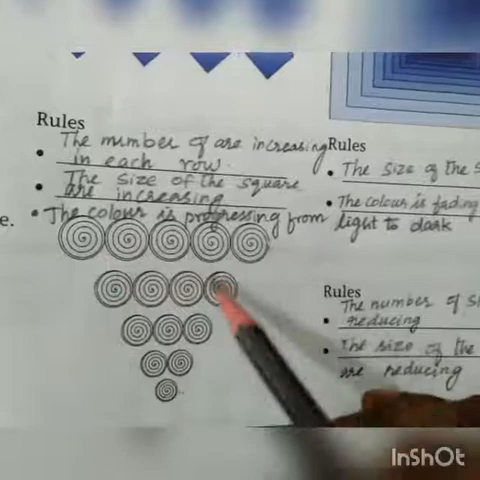 Rules
The number of are increasing
in each row.
The size of the square
are increasing
The colour is progressing from light to dark
Rules
The size of the
The colour is fading
e.
Rules
The number of
reducing
The size of the
are reducing
InShOt